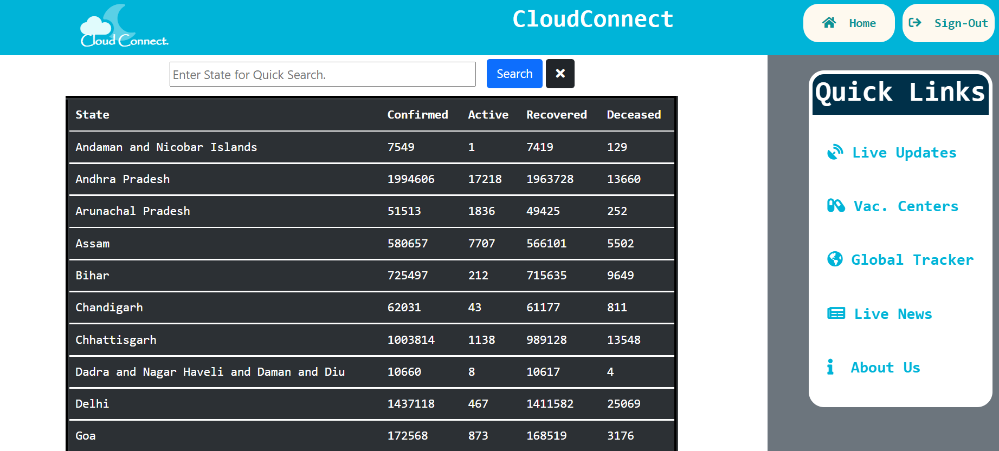 Cloud Connect.
CloudConnect
Home
Sign-Out
Enter State for Quick Search.
Search
State Confirmed Active Recovered Deceased
Andaman and Nicobar Islands 7549 1 7419 129
Andhra Pradesh 1994606 17218 1963728 13660
Arunachal Pradesh 51513 1836 49425 252
Assam 580657 7707 566101 5502
Bihar 725497 212 715635 9649
Chandigarh 62031 43 61177 811
Chhattisgarh 1003814 1138 989128 13548
Dadra and Nagar Haveli and Daman and Diu 10660 8 10617 4
Delhi 1437118 467 1411582 25069
Goa 172568 873 168519 3176
Quick Links
Live Updates
Vac. Centers
Global Tracker
Live News
About Us